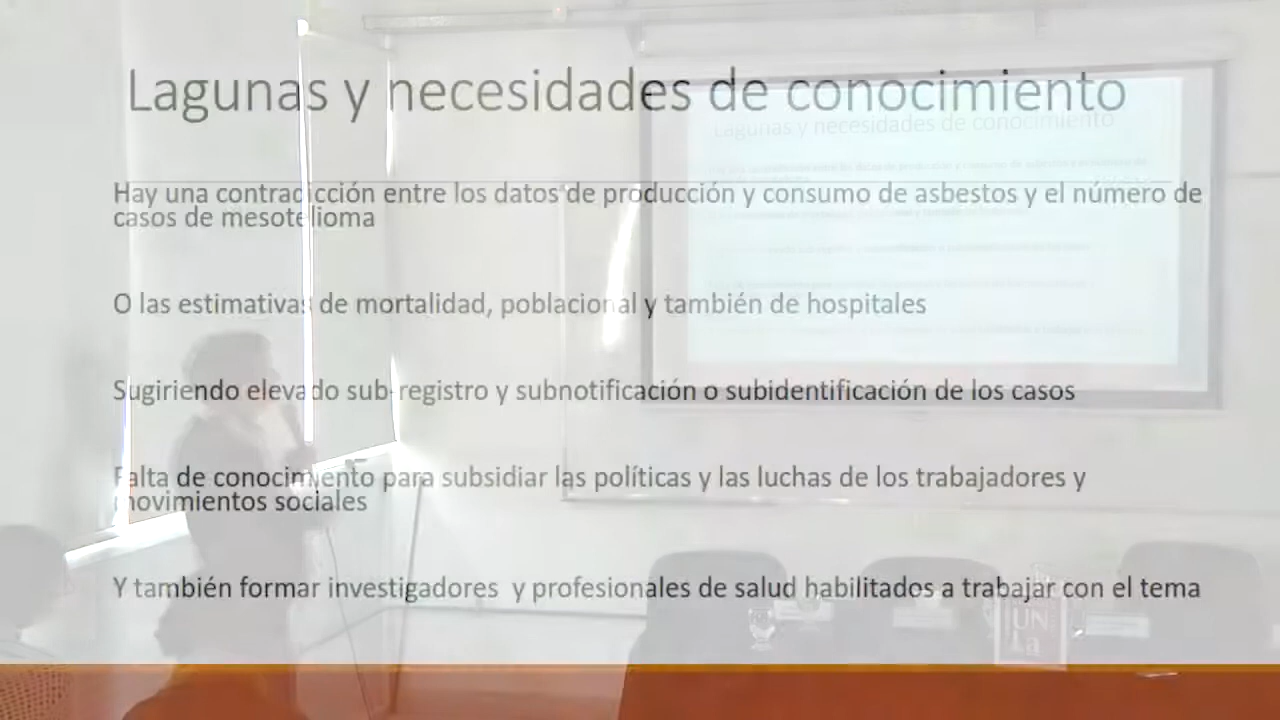 Lagunas y necesidades de conocimiento
Lagunas y necesidades de conocimiento
Hay una contradicción entre los datos de producción y consumo de asbestos y el número de
casos de mesotelioma
O las estimativas de mortalidad, poblacional y también de hospitales
Sugiriendo elevado sub-registro y subnotificación o subidentificación de los casos
Falta de conocimiento para subsidiar las políticas y las luchas de los trabajadores y
movimientos sociales
Y también formar investigadores y profesionales de salud habilitados a trabajar con el tema
UN
La